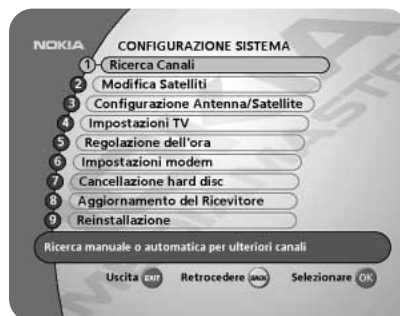 NOKIA
CONFIGURAZIONE SISTEMA
1 Ricerca Canali
2 Modifica Satelliti
3 Configurazione Antenna/Satellite
4 Impostazioni TV
5 Regolazione dell'ora
6 Impostazioni modem
7 Cancellazione hard disc
8 Aggiornamento del Ricevitore
9 Reinstallazione
Ricerca manuale o automatica per ulteriori canali
Uscita EXIT Retrocedere BACK Selezionare OK